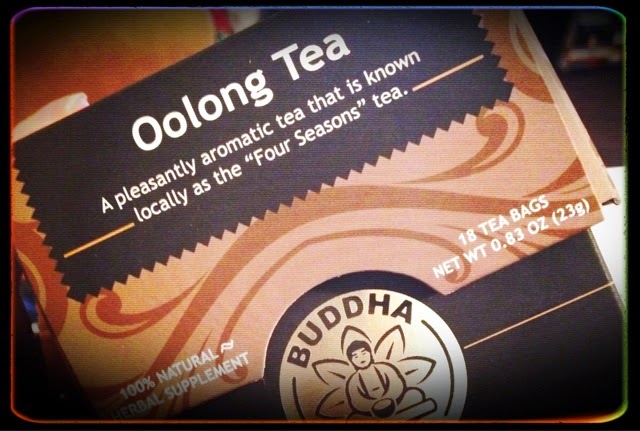 Oolong Tea
A pleasantly aromatic tea that is known
locally as the "Four Seasons" tea.
18 TEA BAGS
NET WT 0.83 OZ (23g)
BUDDHA
100% NATURAL
HERBAL SUPPLEMENT